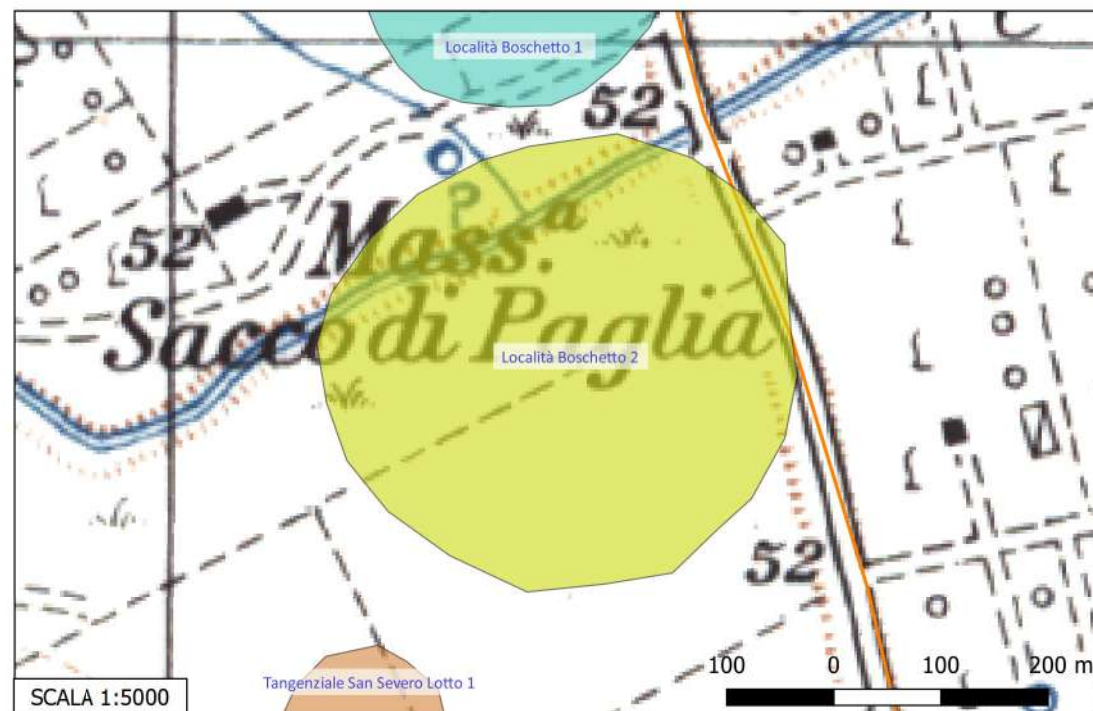 Località Boschetto 1
52
P
52
Mass.ª
Sacco di Paglia
Località Boschetto 2
52
Tangenziale San Severo Lotto 1
SCALA 1:5000
100 0 100 200 m